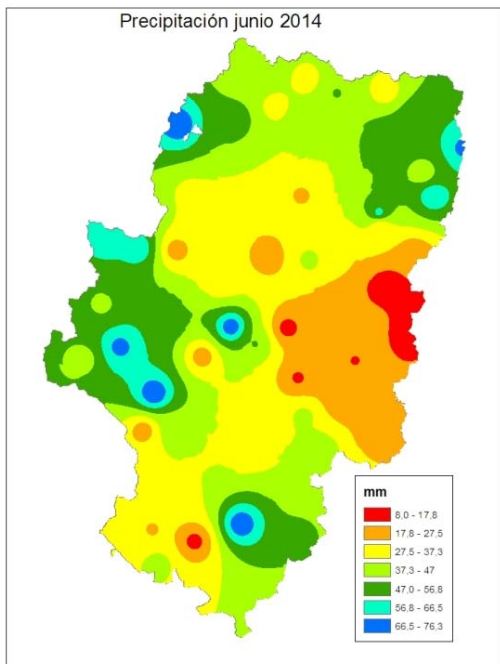 Precipitación junio 2014
mm
8,0 - 17,8
17,8 - 27,5
27,5 - 37,3
37,3 - 47
47,0 - 56,8
56,8 - 66,5
66,5 - 76,3